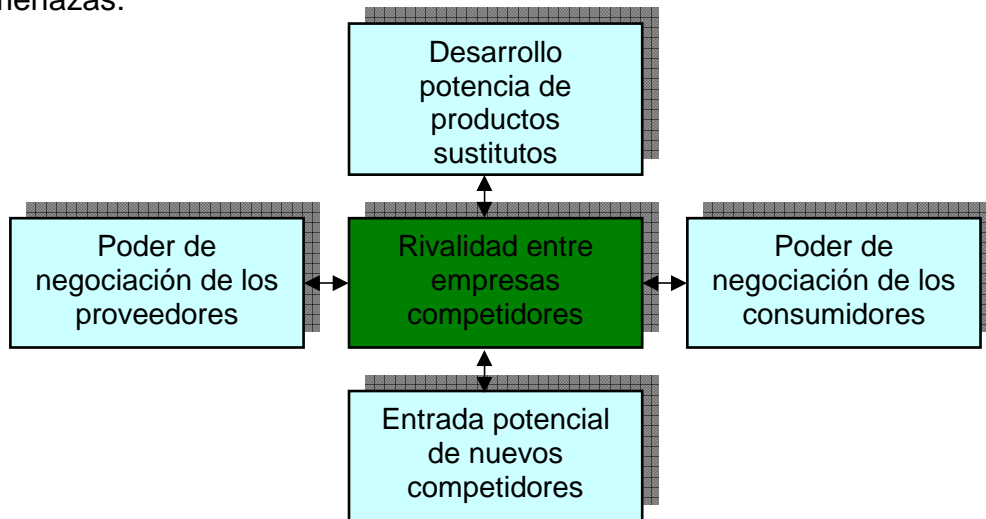 menazas.
Desarrollo
potencia de
productos
sustitutos
Poder de
negociación de los
proveedores
Rivalidad entre
empresas
competidores
Poder de
negociación de los
consumidores
Entrada potencial
de nuevos
competidores